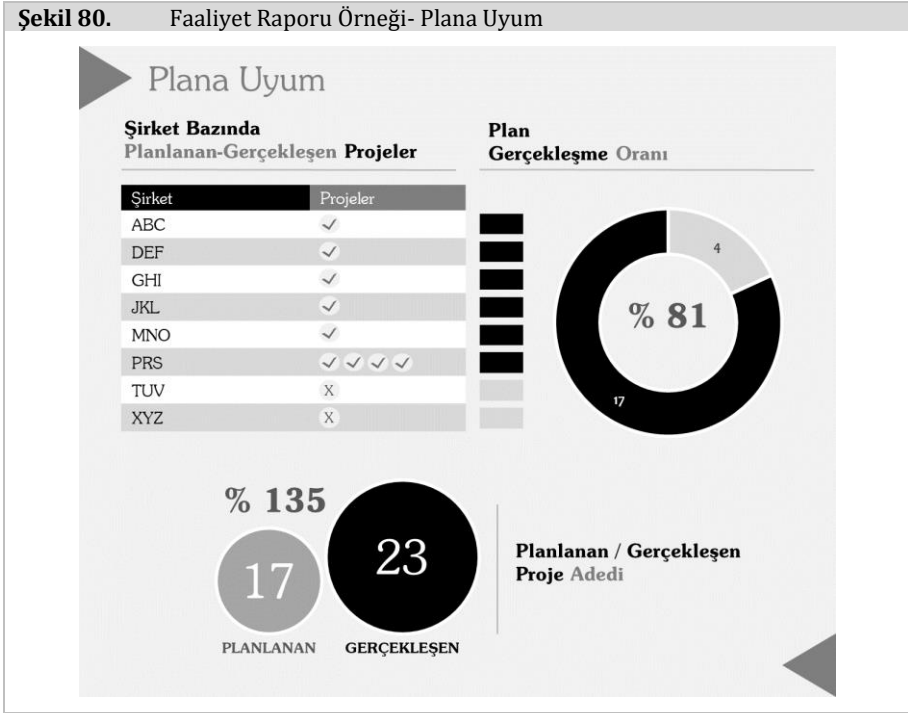 Şekil 80. Faaliyet Raporu Örneği- Plana Uyum
Plana Uyum
Şirket Bazında
Planlanan-Gerçekleşen Projeler
Şirket Projeler
ABC ✓
DEF ✓
GHI ✓
JKL ✓
MNO ✓
PRS ✓ ✓ ✓ ✓
TUV X
XYZ X
Plan
Gerçekleşme Oranı
4
% 81
17
% 135
17
23
PLANLANAN
GERÇEKLEŞEN
Planlanan / Gerçekleşen
Proje Adedi